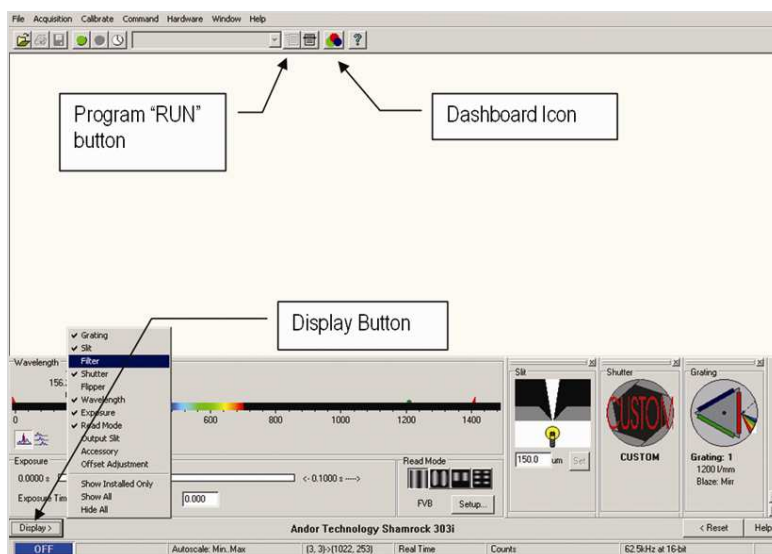 File Acquisition Calibrate Command Hardware Window Help
Program "RUN"
button
Dashboard Icon
Display Button
Grating
Slit
Filter
Shutter
Flipper
Wavelength
Exposure
Read Mode
Output Slit
Accessory
Offset Adjustment
Show Installed Only
Show All
Hide All
Wavelength
0 600 800 1000 1200 1400
Exposure
0.0000 s <- 0.1000 s ---->
Exposure 0.000
Read Mode
FVB Setup...
Slit
150.0 um Set
Shutter
CUSTOM
CUSTOM
Grating
Grating: 1
1200 l/mm
Blaze: Mirr
Display > Andor Technology Shamrock 303i < Reset Help
OFF Autoscale: Min..Max (3, 3)->(1022, 253) Real Time Counts 62.5kHz at 16-bit